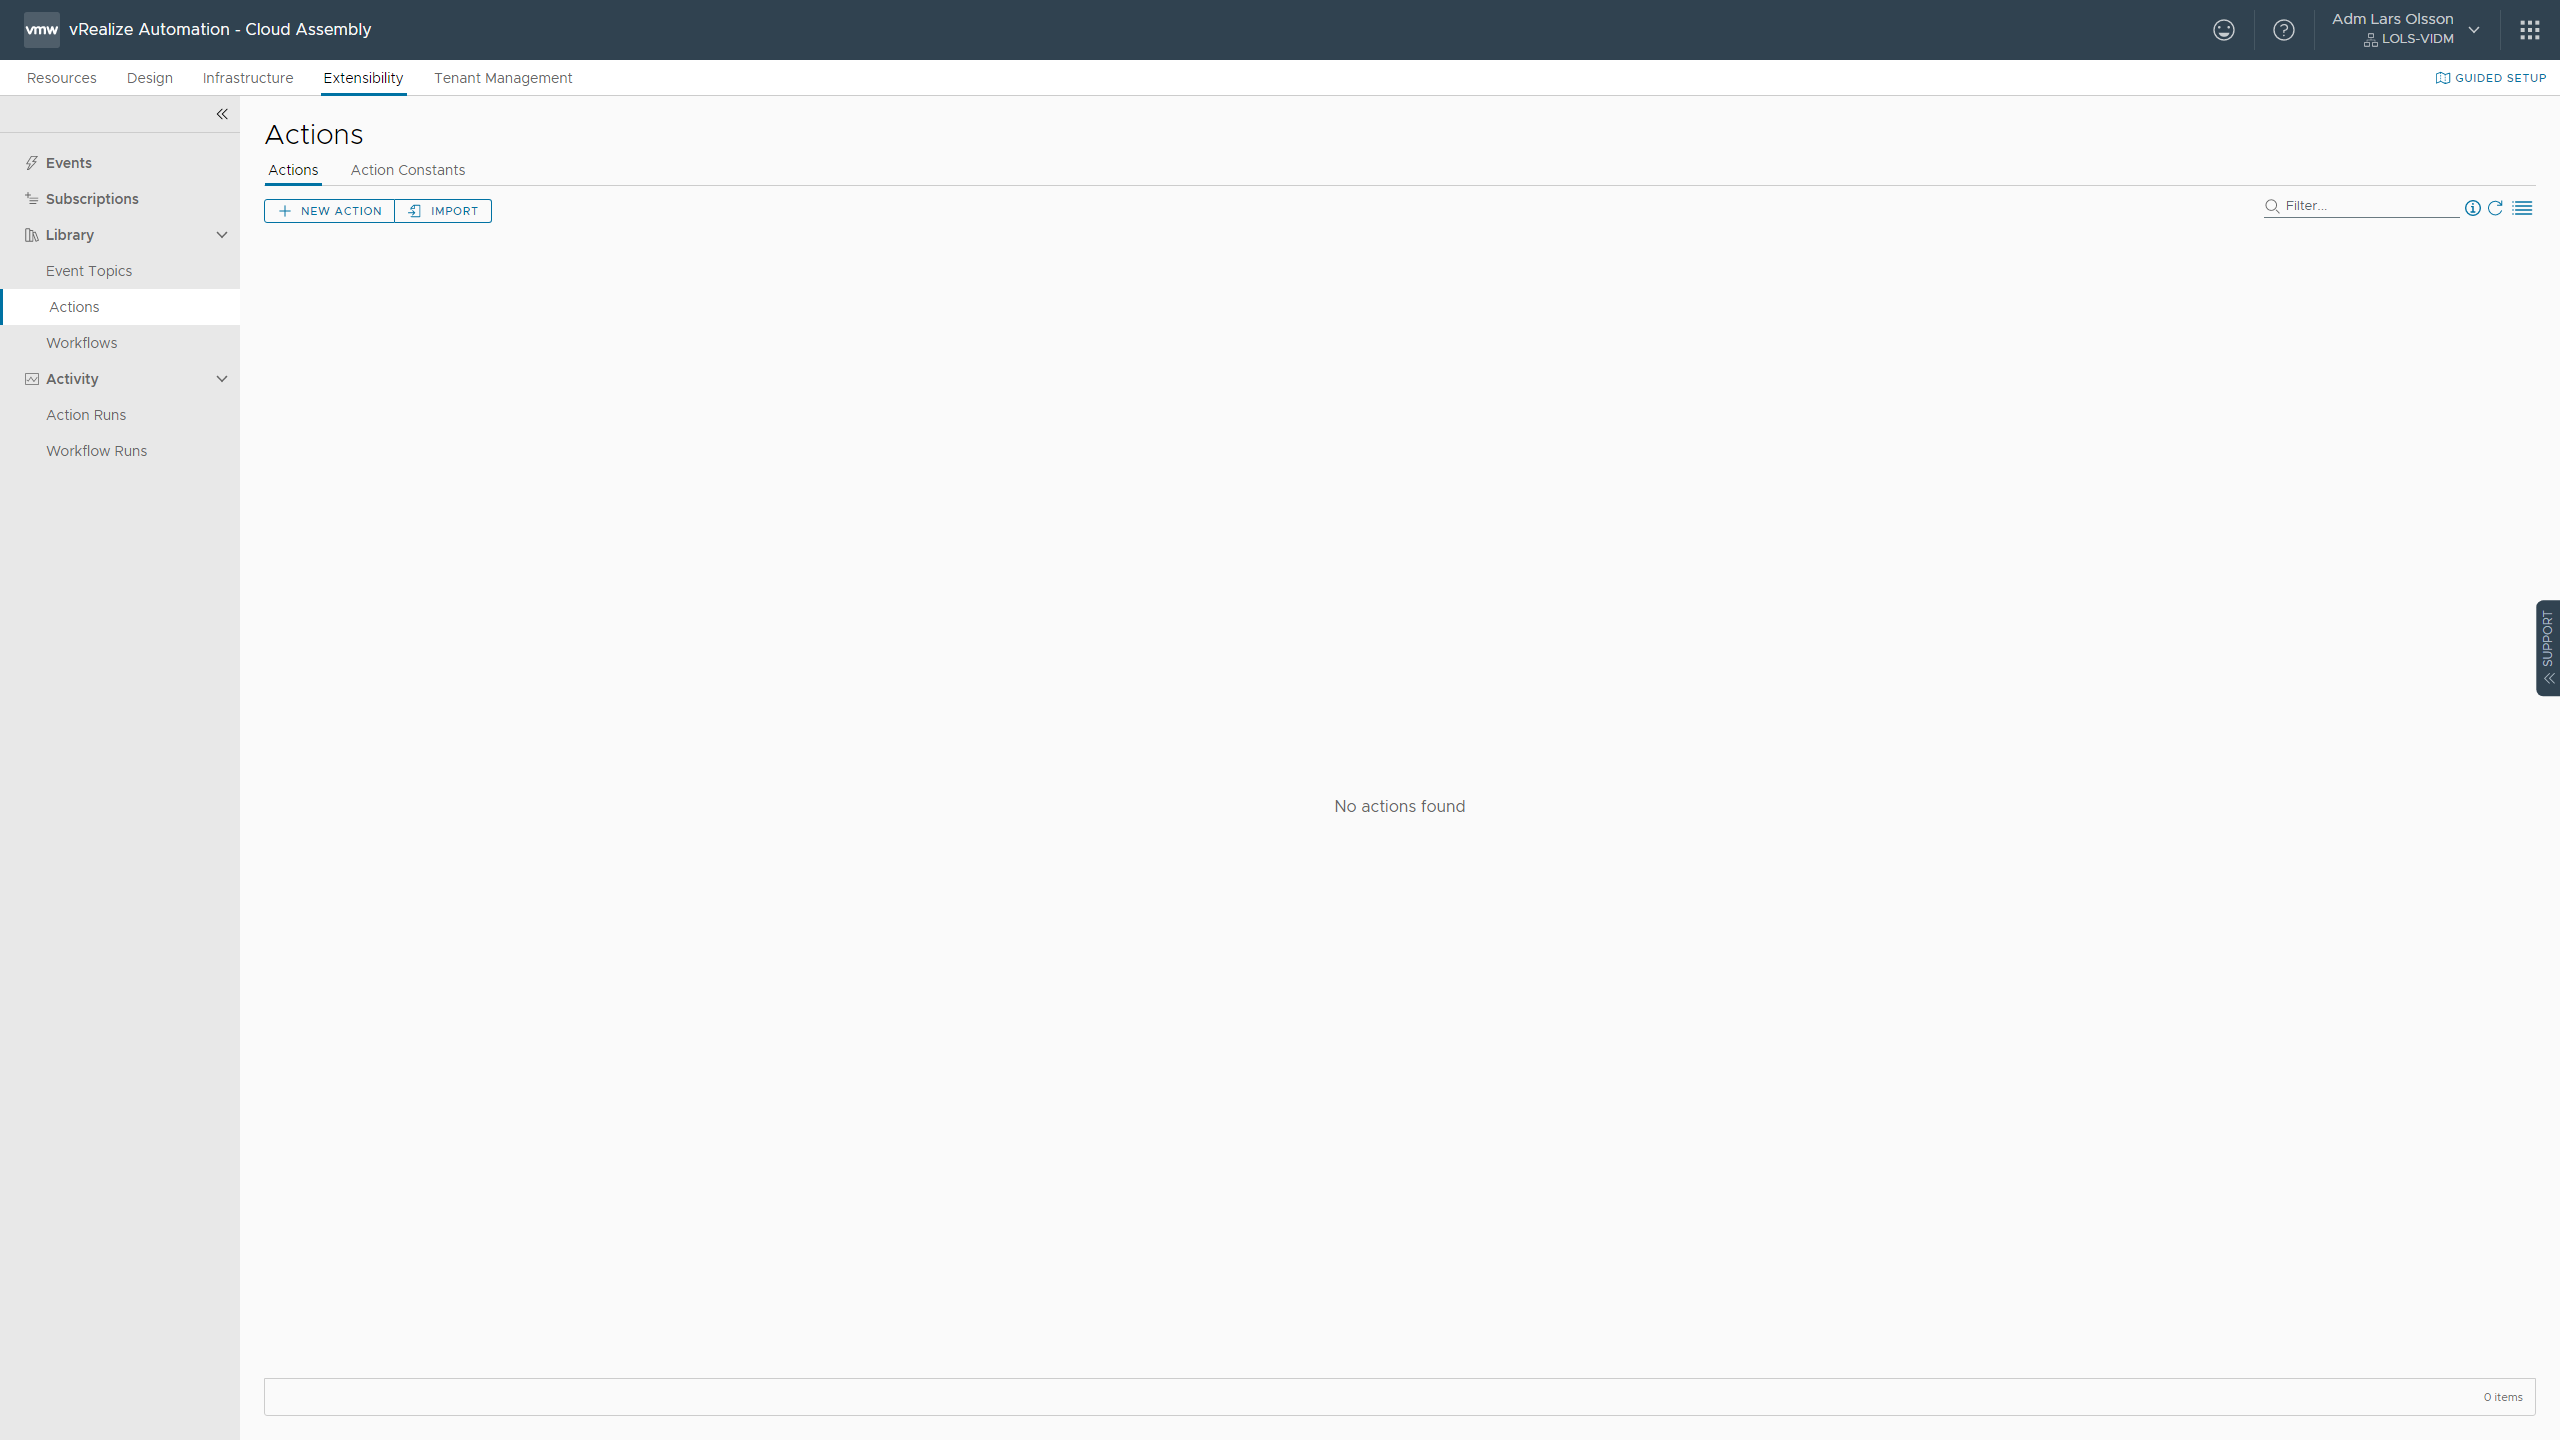 vmw vRealize Automation - Cloud Assembly
Adm Lars Olsson
LOLS-VIDM
Resources Design Infrastructure Extensibility Tenant Management
GUIDED SETUP
Events
Subscriptions
Library
Event Topics
Actions
Workflows
Activity
Action Runs
Workflow Runs
Actions
Actions Action Constants
NEW ACTION IMPORT
Filter...
No actions found
SUPPORT
0 items